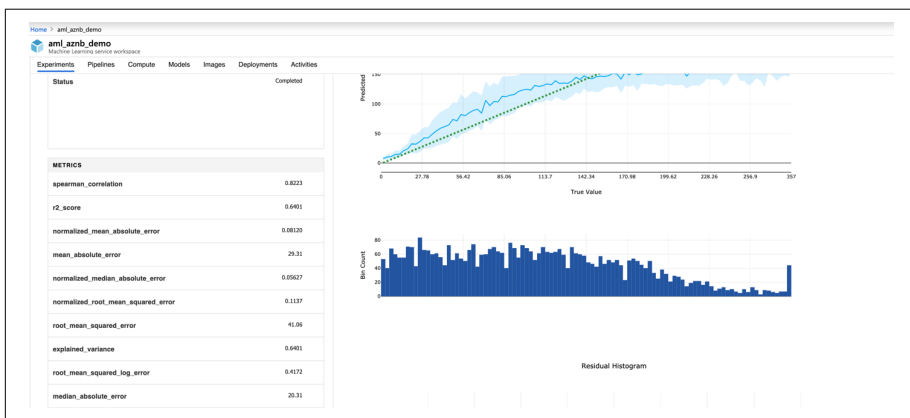 Home > aml_aznb_demo
aml_aznb_demo
Machine Learning service workspace
Experiments Pipelines Compute Models Images Deployments Activities
Status Completed
METRICS
spearman_correlation 0.8223
r2_score 0.6401
normalized_mean_absolute_error 0.08120
mean_absolute_error 29.31
normalized_median_absolute_error 0.05627
normalized_root_mean_squared_error 0.1137
root_mean_squared_error 41.06
explained_variance 0.6401
root_mean_squared_log_error 0.4172
median_absolute_error 20.31
Predicted
150
100
50
0
0 27.78 56.42 85.06 113.7 142.34 170.98 199.62 228.26 256.9 357
True Value
Bin Count
80
60
40
20
0
Residual Histogram